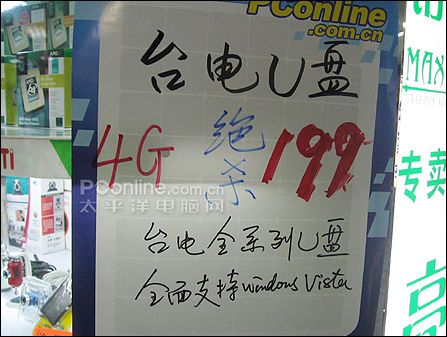 PConline
.com.cn
台电U盘
4G 绝杀 199
PConline.com.cn
太平洋电脑网
台电全系列U盘
全面支持windows Vista
AMD
MAX
专卖
高